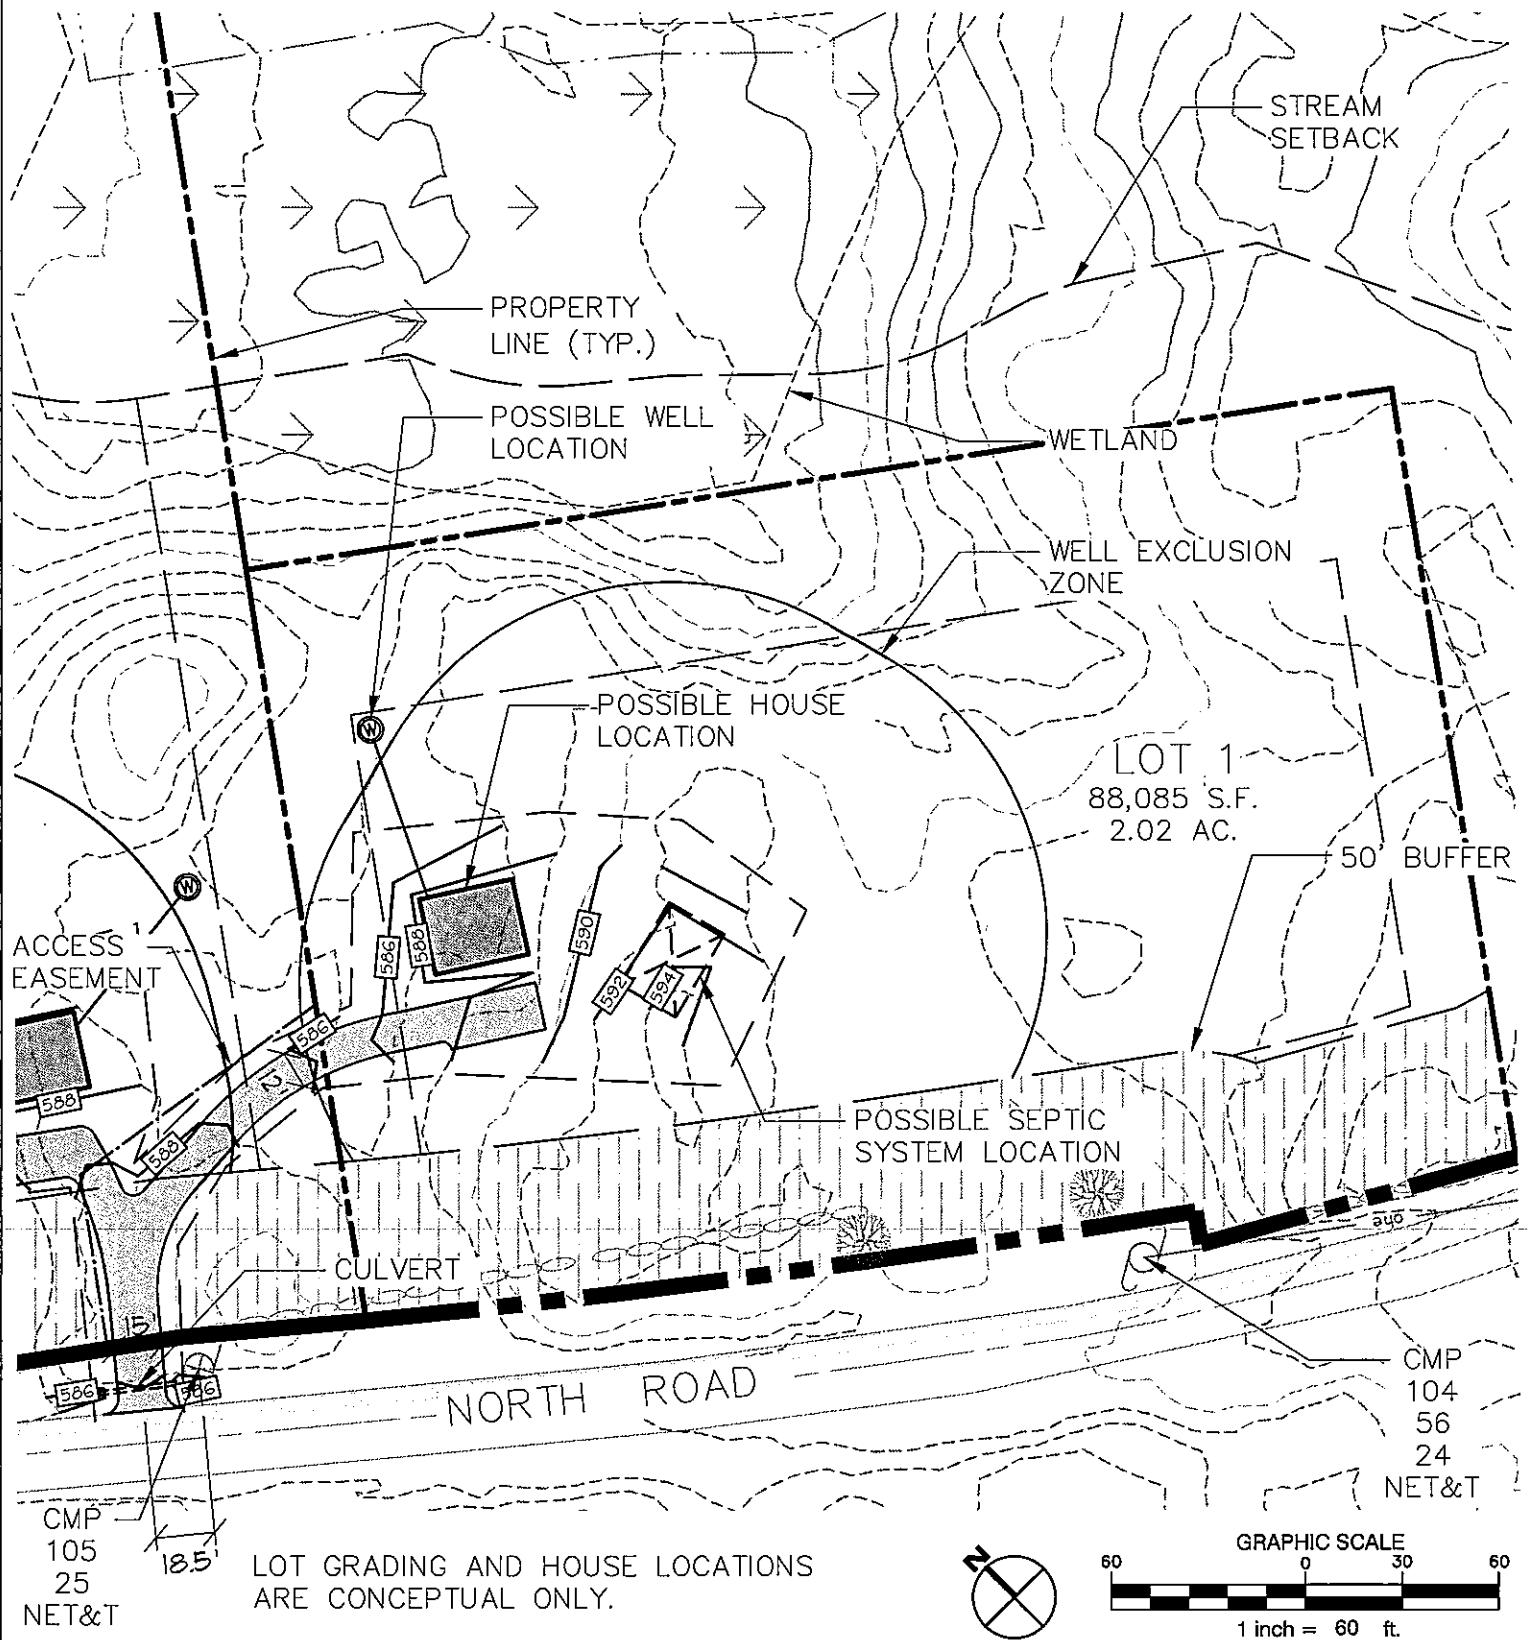 STREAM
SETBACK
PROPERTY
LINE (TYP.)
POSSIBLE WELL
LOCATION
WETLAND
WELL EXCLUSION
ZONE
W
POSSIBLE HOUSE
LOCATION
LOT 1
88,085 S.F.
2.02 AC.
50' BUFFER
W
ACCESS
EASEMENT
586
588
590
592
594
586
12
588
588
POSSIBLE SEPTIC
SYSTEM LOCATION
ohe
CULVERT
15
586
586
NORTH ROAD
CMP
104
56
24
NET&T
CMP
105
25
NET&T
18.5'
LOT GRADING AND HOUSE LOCATIONS
ARE CONCEPTUAL ONLY.
N
GRAPHIC SCALE
60 0 30 60
1 inch = 60 ft.